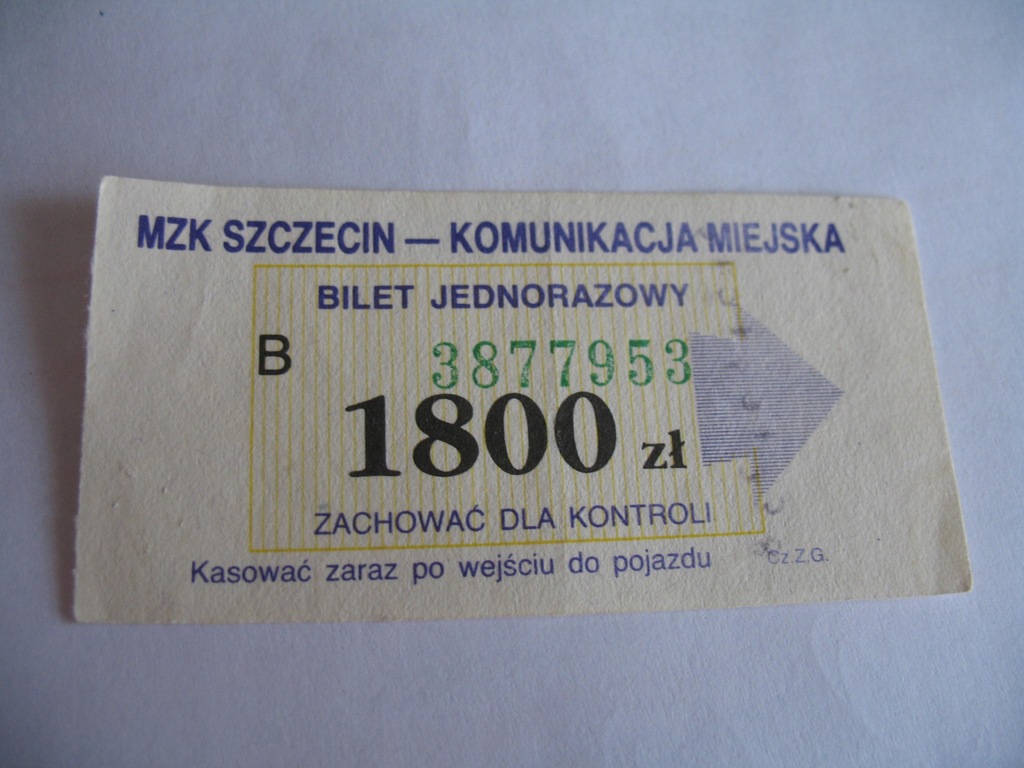 MZK SZCZECIN — KOMUNIKACJA MIEJSKA
BILET JEDNORAZOWY
B 3877953
1800 zł
ZACHOWAĆ DLA KONTROLI
Kasować zaraz po wejściu do pojazdu Cz.Z.G.